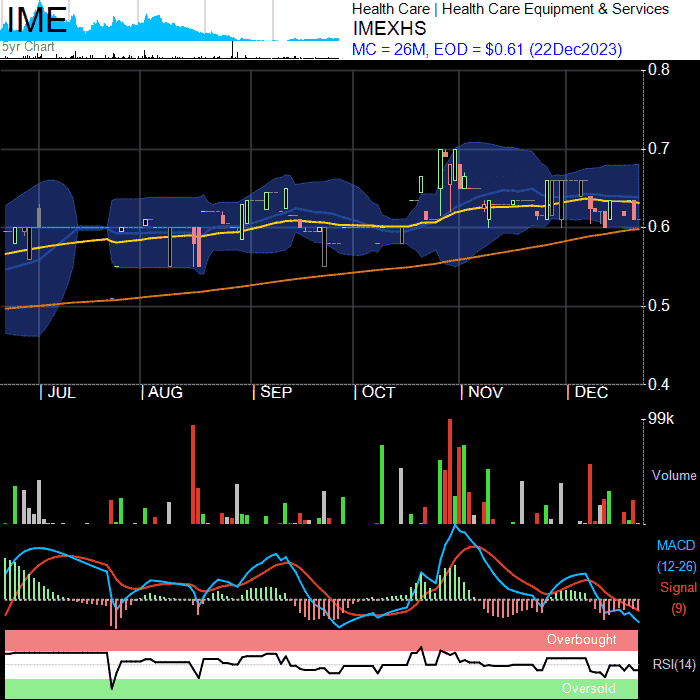 IME
5yr Chart
Health Care | Health Care Equipment & Services
IMEXHS
MC = 26M, EOD = $0.61 (22Dec2023)
0.8
0.7
0.6
0.5
0.4
| JUL | AUG | SEP | OCT | NOV | DEC
99k
Volume
MACD
(12-26)
Signal
(9)
Overbought
RSI(14)
Oversold